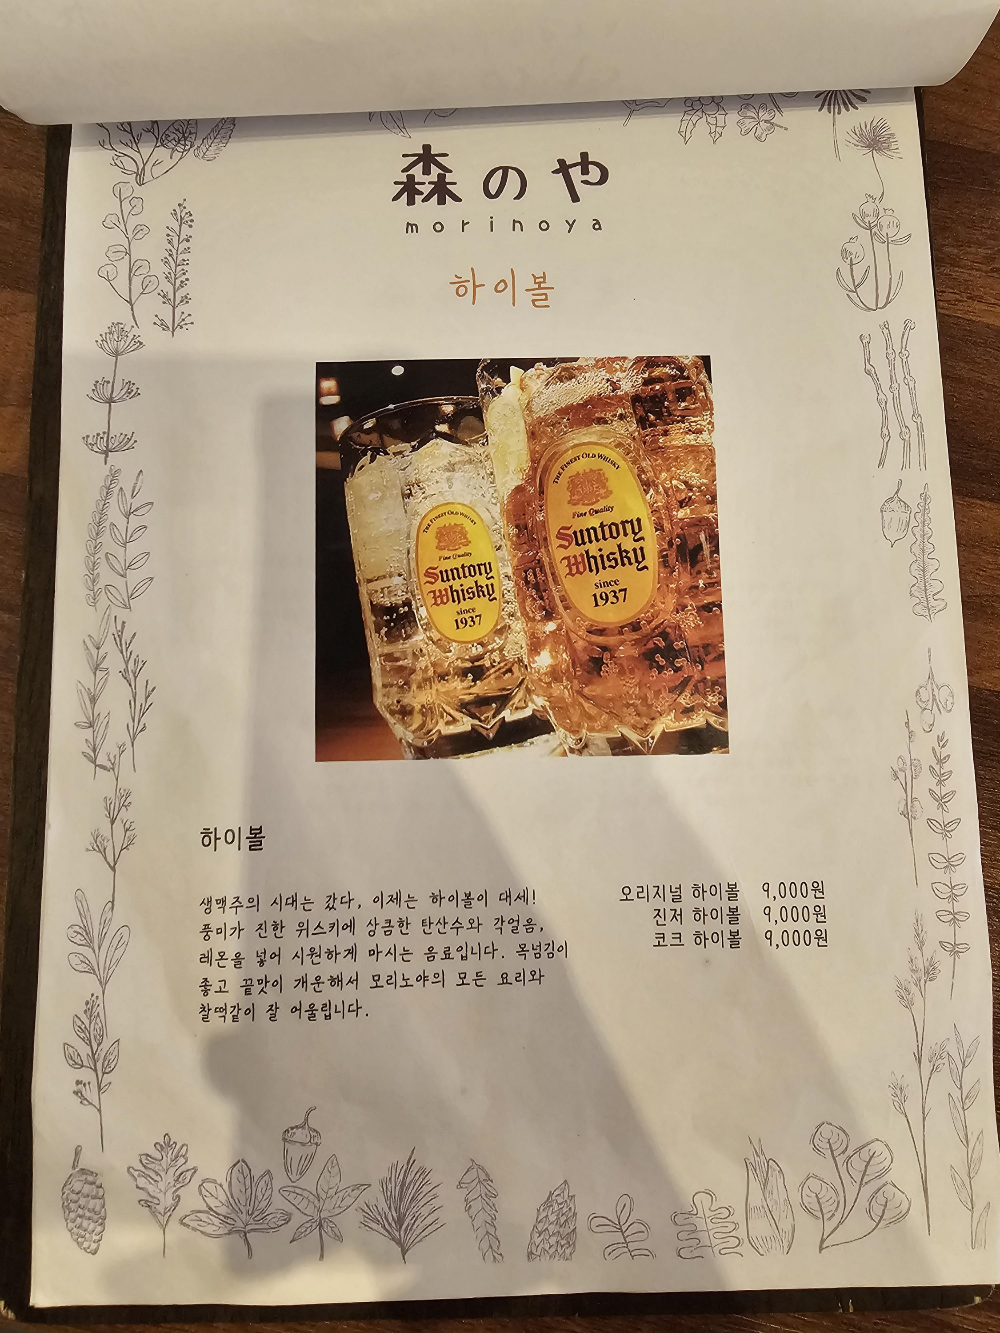 森のや
morinoya
하이볼
THE FINEST OLD WHISKY
Fine Quality
Suntory
Whisky
since
1937
THE FINEST OLD WHISKY
Fine Quality
Suntory
Whisky
since
1937
하이볼
생맥주의 시대는 갔다, 이제는 하이볼이 대세!
풍미가 진한 위스키에 상큼한 탄산수와 각얼음,
레몬을 넣어 시원하게 마시는 음료입니다. 목넘김이
좋고 끝맛이 개운해서 모리노야의 모든 요리와
찰떡같이 잘 어울립니다.
오리지널 하이볼 9,000원
진저 하이볼 9,000원
코크 하이볼 9,000원